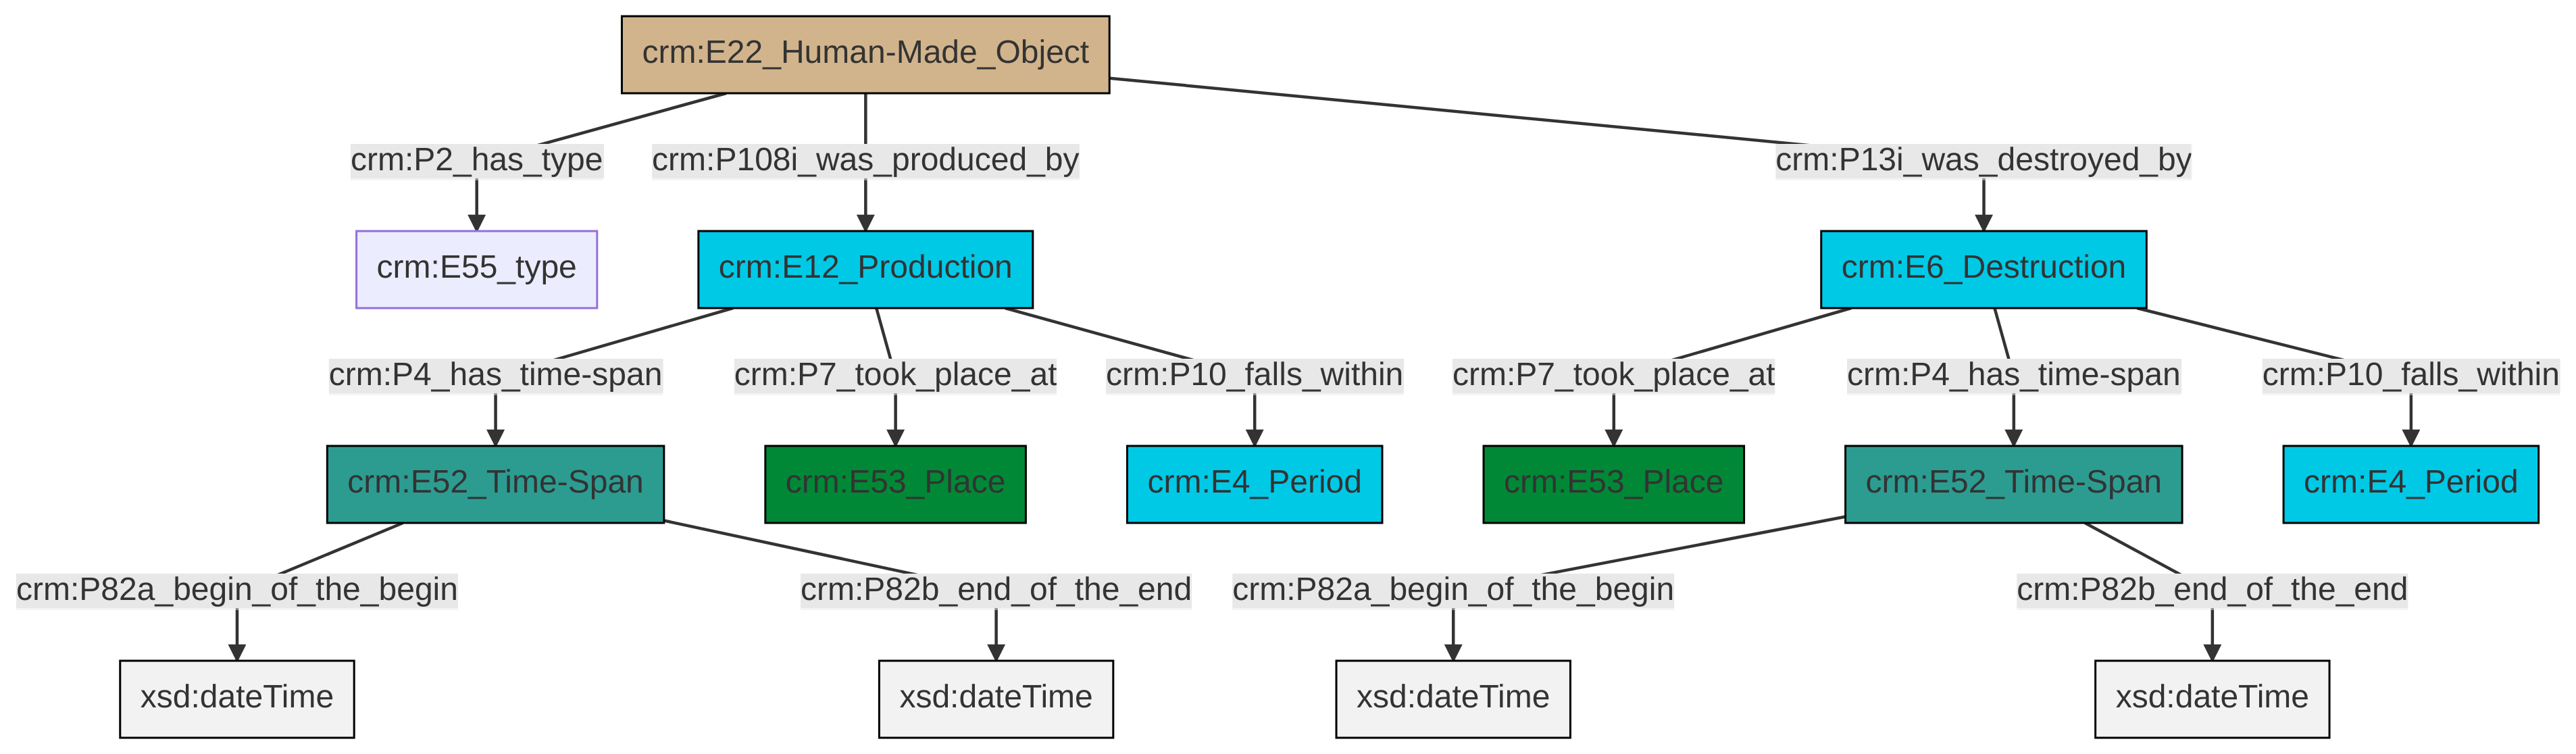 crm:E22_Human-Made_Object
crm:P2_has_type
crm:P108i_was_produced_by
crm:P13i_was_destroyed_by
crm:E55_type
crm:E12_Production
crm:E6_Destruction
crm:P4_has_time-span
crm:P7_took_place_at
crm:P10_falls_within
crm:P7_took_place_at
crm:P4_has_time-span
crm:P10_falls_within
crm:E52_Time-Span
crm:E53_Place
crm:E4_Period
crm:E53_Place
crm:E52_Time-Span
crm:E4_Period
crm:P82a_begin_of_the_begin
crm:P82b_end_of_the_end
crm:P82a_begin_of_the_begin
crm:P82b_end_of_the_end
xsd:dateTime
xsd:dateTime
xsd:dateTime
xsd:dateTime